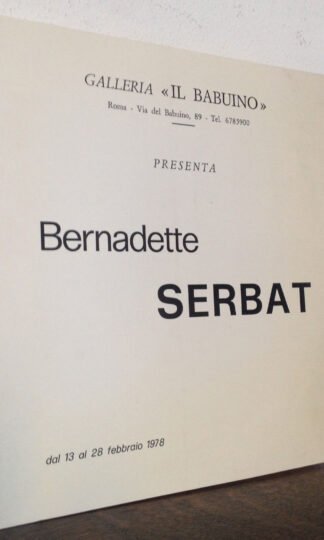 GALLERIA «IL BABUINO»
Roma - Via del Babuino, 89 - Tel. 6785900
PRESENTA
Bernadette
SERBAT
dal 13 al 28 febbraio 1978